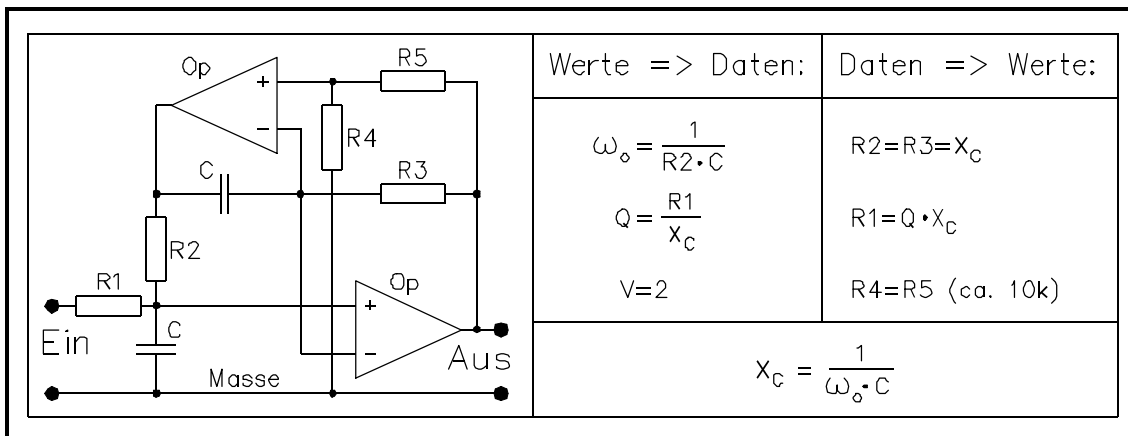 Op
R5
R4
C
R3
R2
R1
Op
Ein
C
Aus
Masse
Werte => Daten:
ω₀ = 1 / R2·C
Q = R1 / X_C
V=2
Daten => Werte:
R2=R3=X_C
R1=Q·X_C
R4=R5 (ca. 10k)
X_C = 1 / ω₀·C